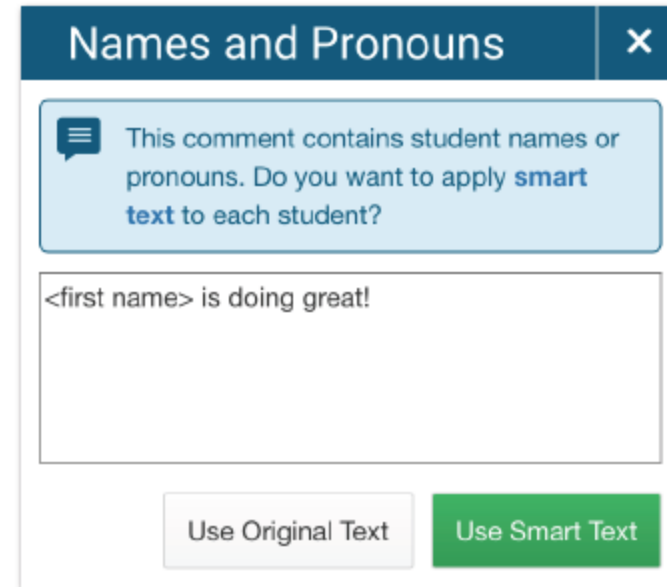 Names and Pronouns ×
This comment contains student names or
pronouns. Do you want to apply smart
text to each student?
<first name> is doing great!
Use Original Text
Use Smart Text